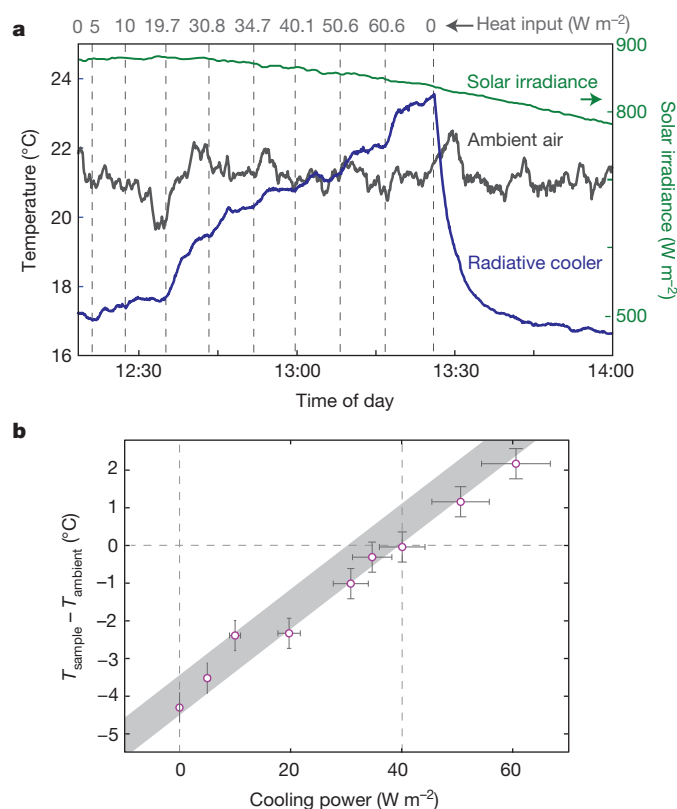 a
0 5 10 19.7 30.8 34.7 40.1 50.6 60.6 0 ← Heat input (W m⁻²)
24
22
20
18
16
Temperature (°C)
900
800
500
Solar irradiance (W m⁻²)
Solar irradiance
→
Ambient air
Radiative cooler
12:30 13:00 13:30 14:00
Time of day
b
2
1
0
–1
–2
–3
–4
–5
T_sample – T_ambient (°C)
0 20 40 60
Cooling power (W m⁻²)